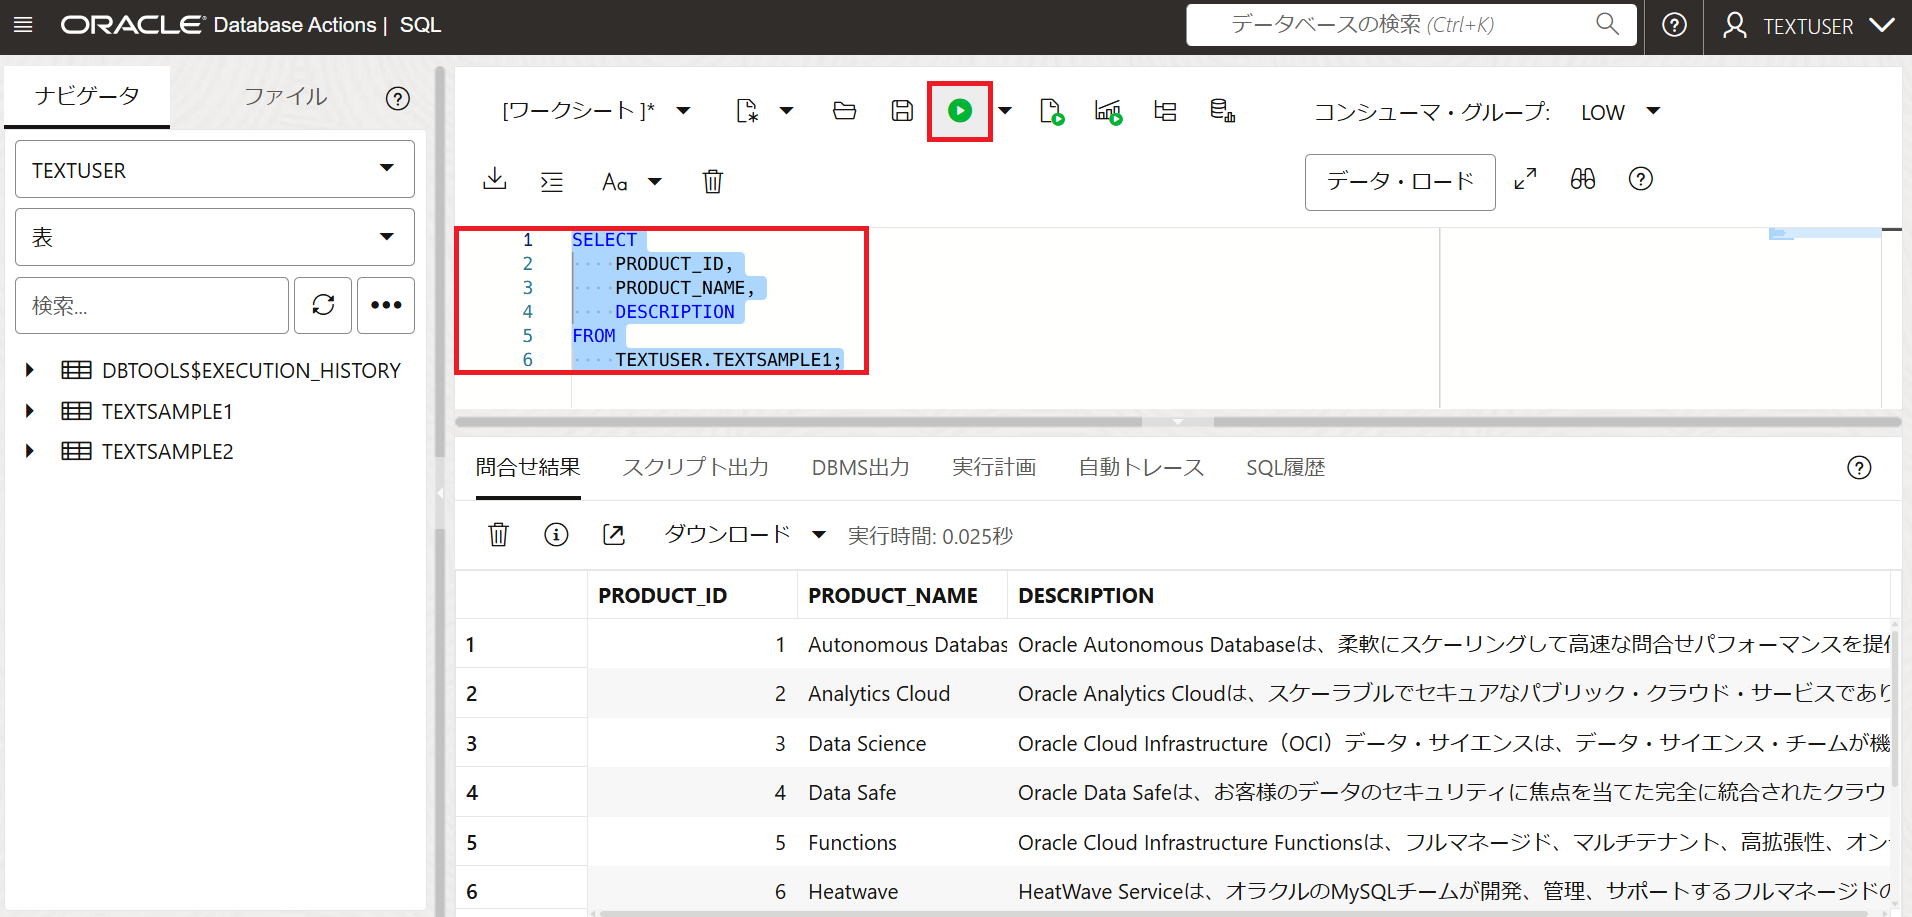 ORACLE Database Actions | SQL
データベースの検索 (Ctrl+K)
TEXTUSER
ナビゲータ
ファイル
TEXTUSER
表
検索...
DBTOOLS$EXECUTION_HISTORY
TEXTSAMPLE1
TEXTSAMPLE2
[ワークシート]*
コンシューマ・グループ:
LOW
Aa
データ・ロード
1 SELECT
2 PRODUCT_ID,
3 PRODUCT_NAME,
4 DESCRIPTION
5 FROM
6 TEXTUSER.TEXTSAMPLE1;
問合せ結果
スクリプト出力
DBMS出力
実行計画
自動トレース
SQL履歴
ダウンロード
実行時間: 0.025秒
PRODUCT_ID PRODUCT_NAME DESCRIPTION
1 1 Autonomous Databas Oracle Autonomous Databaseは、柔軟にスケーリングして高速な問合せパフォーマンスを提
2 2 Analytics Cloud Oracle Analytics Cloudは、スケーラブルでセキュアなパブリック・クラウド・サービスであり
3 3 Data Science Oracle Cloud Infrastructure（OCI）データ・サイエンスは、データ・サイエンス・チームが機
4 4 Data Safe Oracle Data Safeは、お客様のデータのセキュリティに焦点を当てた完全に統合されたクラウ
5 5 Functions Oracle Cloud Infrastructure Functionsは、フルマネージド、マルチテナント、高拡張性、オン
6 6 Heatwave HeatWave Serviceは、オラクルのMySQLチームが開発、管理、サポートするフルマネージドの